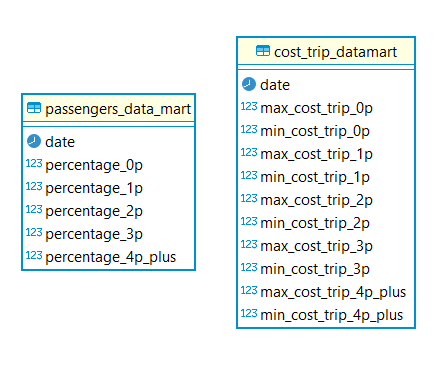 passengers_data_mart
date
123 percentage_0p
123 percentage_1p
123 percentage_2p
123 percentage_3p
123 percentage_4p_plus
cost_trip_datamart
date
123 max_cost_trip_0p
123 min_cost_trip_0p
123 max_cost_trip_1p
123 min_cost_trip_1p
123 max_cost_trip_2p
123 min_cost_trip_2p
123 max_cost_trip_3p
123 min_cost_trip_3p
123 max_cost_trip_4p_plus
123 min_cost_trip_4p_plus